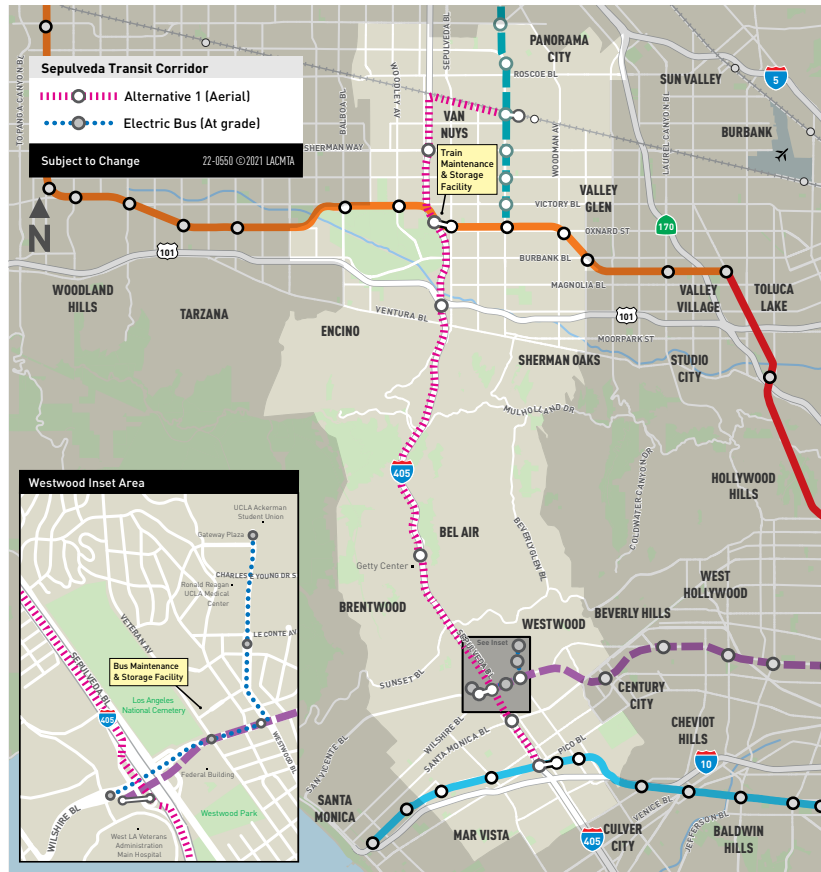 SEPULVEDA BL
PANORAMA
CITY
ROSCOE BL
WOODLEY AV
BALBOA BL
TOPANGA CANYON BL
SUN VALLEY
5
Sepulveda Transit Corridor
Alternative 1 (Aerial)
Electric Bus (At grade)
Subject to Change
22-0550 ©2021 LACMTA
VAN
NUYS
WOODMAN AV
LAUREL CANYON BL
BURBANK
SHERMAN WAY
Train
Maintenance
& Storage
Facility
VALLEY
GLEN
VICTORY BL
OXNARD ST
170
N
101
BURBANK BL
MAGNOLIA BL
WOODLAND
HILLS
TARZANA
VALLEY
VILLAGE
TOLUCA
LAKE
ENCINO
VENTURA BL
101
MOORPARK ST
SHERMAN OAKS
STUDIO
CITY
MULHOLLAND DR
COLDWATER CANYON DR
405
HOLLYWOOD
HILLS
BEL AIR
BEVERLY GLEN BL
Getty Center
BRENTWOOD
WESTWOOD
WEST
HOLLYWOOD
BEVERLY HILLS
SEPULVEDA BL
See Inset
SUNSET BL
CENTURY
CITY
WILSHIRE BL
SANTA MONICA BL
PICO BL
CHEVIOT
HILLS
10
SAN VICENTE BL
SANTA
MONICA
MAR VISTA
405
CULVER
CITY
VENICE BL
JEFFERSON BL
BALDWIN
HILLS
Westwood Inset Area
UCLA Ackerman
Student Union
Gateway Plaza
CHARLES E YOUNG DR S
Ronald Reagan
UCLA Medical
Center
LE CONTE AV
VETERAN AV
Bus Maintenance
& Storage Facility
SEPULVEDA BL
405
Los Angeles
National Cemetery
WESTWOOD BL
Federal Building
WILSHIRE BL
Westwood Park
West LA Veterans
Administration
Main Hospital